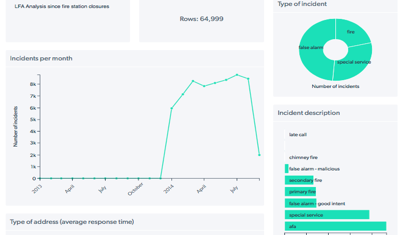 LFA Analysis since fire station closures
Rows: 64,999
Type of incident
fire
false alarm
special service
Number of incidents
Incidents per month
Number of incidents
8k
7k
6k
5k
4k
3k
2k
1k
0
2013
April
July
October
2014
April
July
Incident description
late call
chimney fire
false alarm - malicious
secondary fire
primary fire
false alarm - good intent
special service
afa
Type of address (average response time)